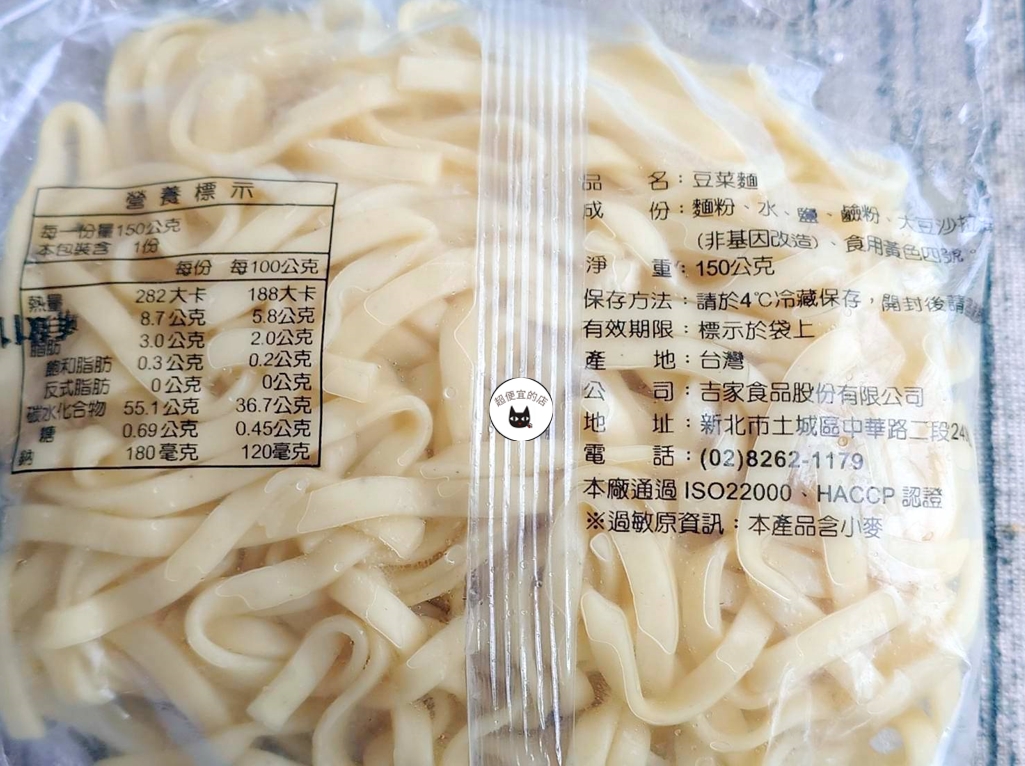 營養標示
每一份量150公克
本包裝含 1份
每份 每100公克
熱量 282大卡 188大卡
8.7公克 5.8公克
脂肪 3.0公克 2.0公克
飽和脂肪 0.3公克 0.2公克
反式脂肪 0公克 0公克
碳水化合物 55.1公克 36.7公克
糖 0.69公克 0.45公克
鈉 180毫克 120毫克
超便宜的店
品名：豆菜麵
成份：麵粉、水、鹽、鹼粉、大豆沙拉
(非基因改造)、食用黃色四號。
淨重：150公克
保存方法：請於4℃冷藏保存，開封後請
有效期限：標示於袋上
產地：台灣
公司：吉家食品股份有限公司
地址：新北市土城區中華路二段24
電話：(02)8262-1179
本廠通過 ISO22000、HACCP 認證
※過敏原資訊：本產品含小麥